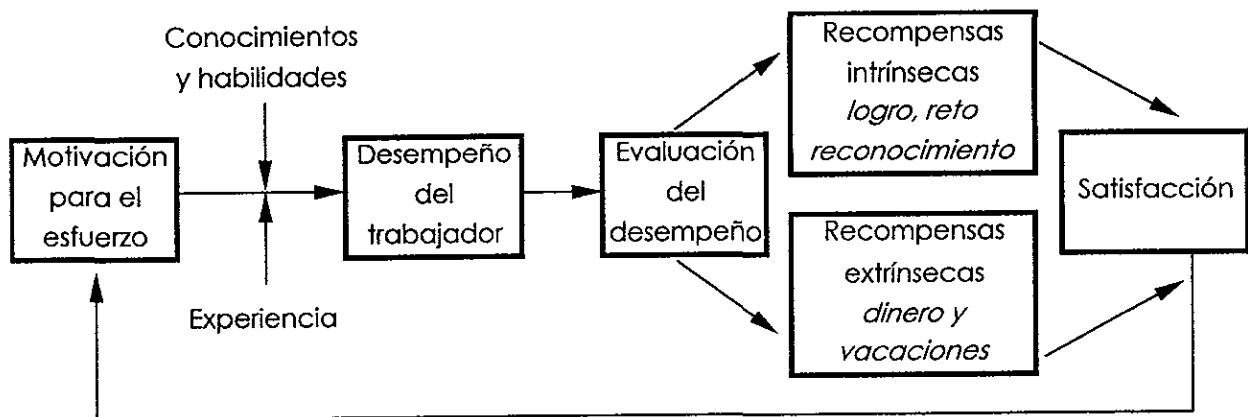 Conocimientos
y habilidades
Motivación
para el
esfuerzo
Experiencia
Desempeño
del
trabajador
Evaluación
del
desempeño
Recompensas
intrínsecas
logro, reto
reconocimiento
Recompensas
extrínsecas
dinero y
vacaciones
Satisfacción